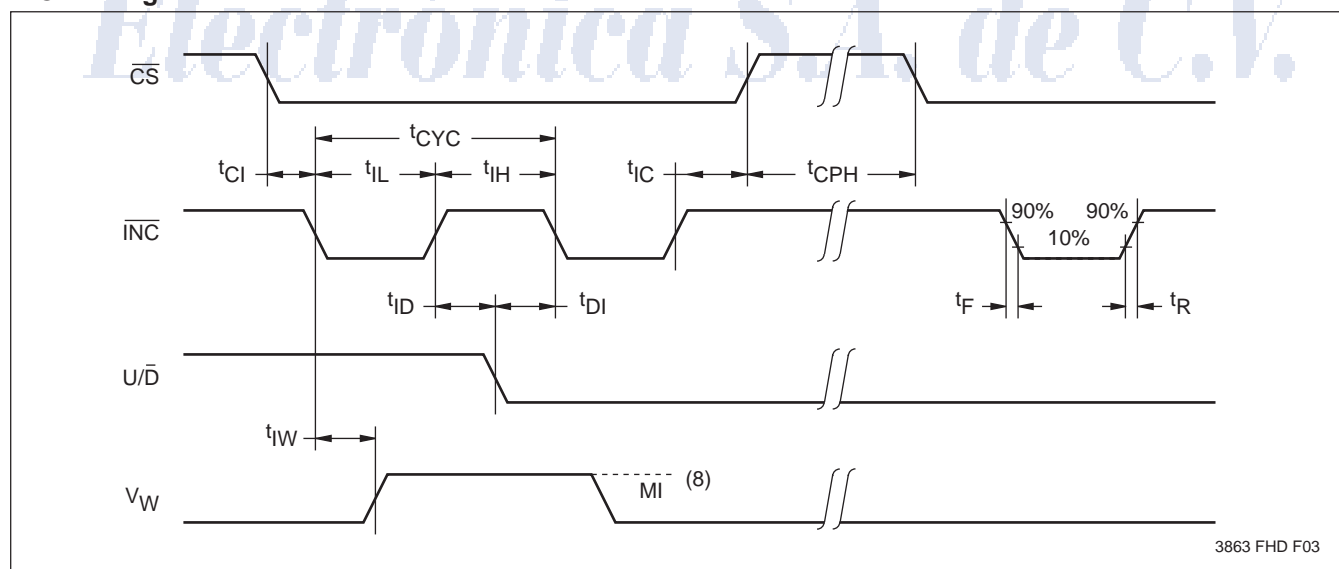 Electrónica S.A. de C.V.
CS
tCYC
tCI tIL tIH tIC tCPH
INC
90% 90%
10%
tID tDI tF tR
U/D
tIW
VW
MI (8)
3863 FHD F03